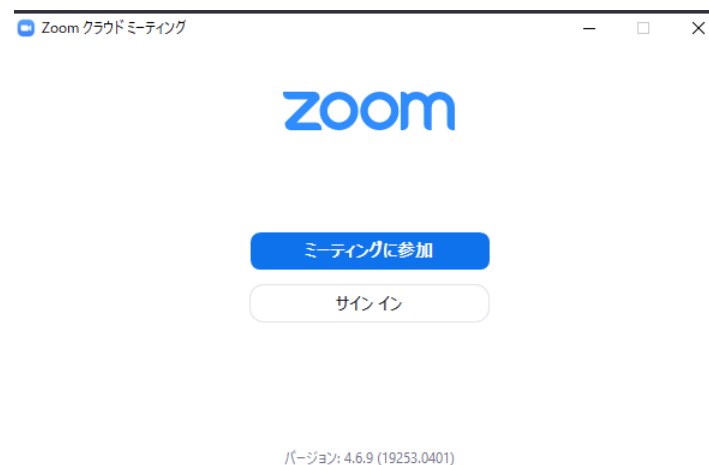 Zoom クラウド ミーティング
zoom
ミーティングに参加
サイン イン
バージョン: 4.6.9 (19253.0401)